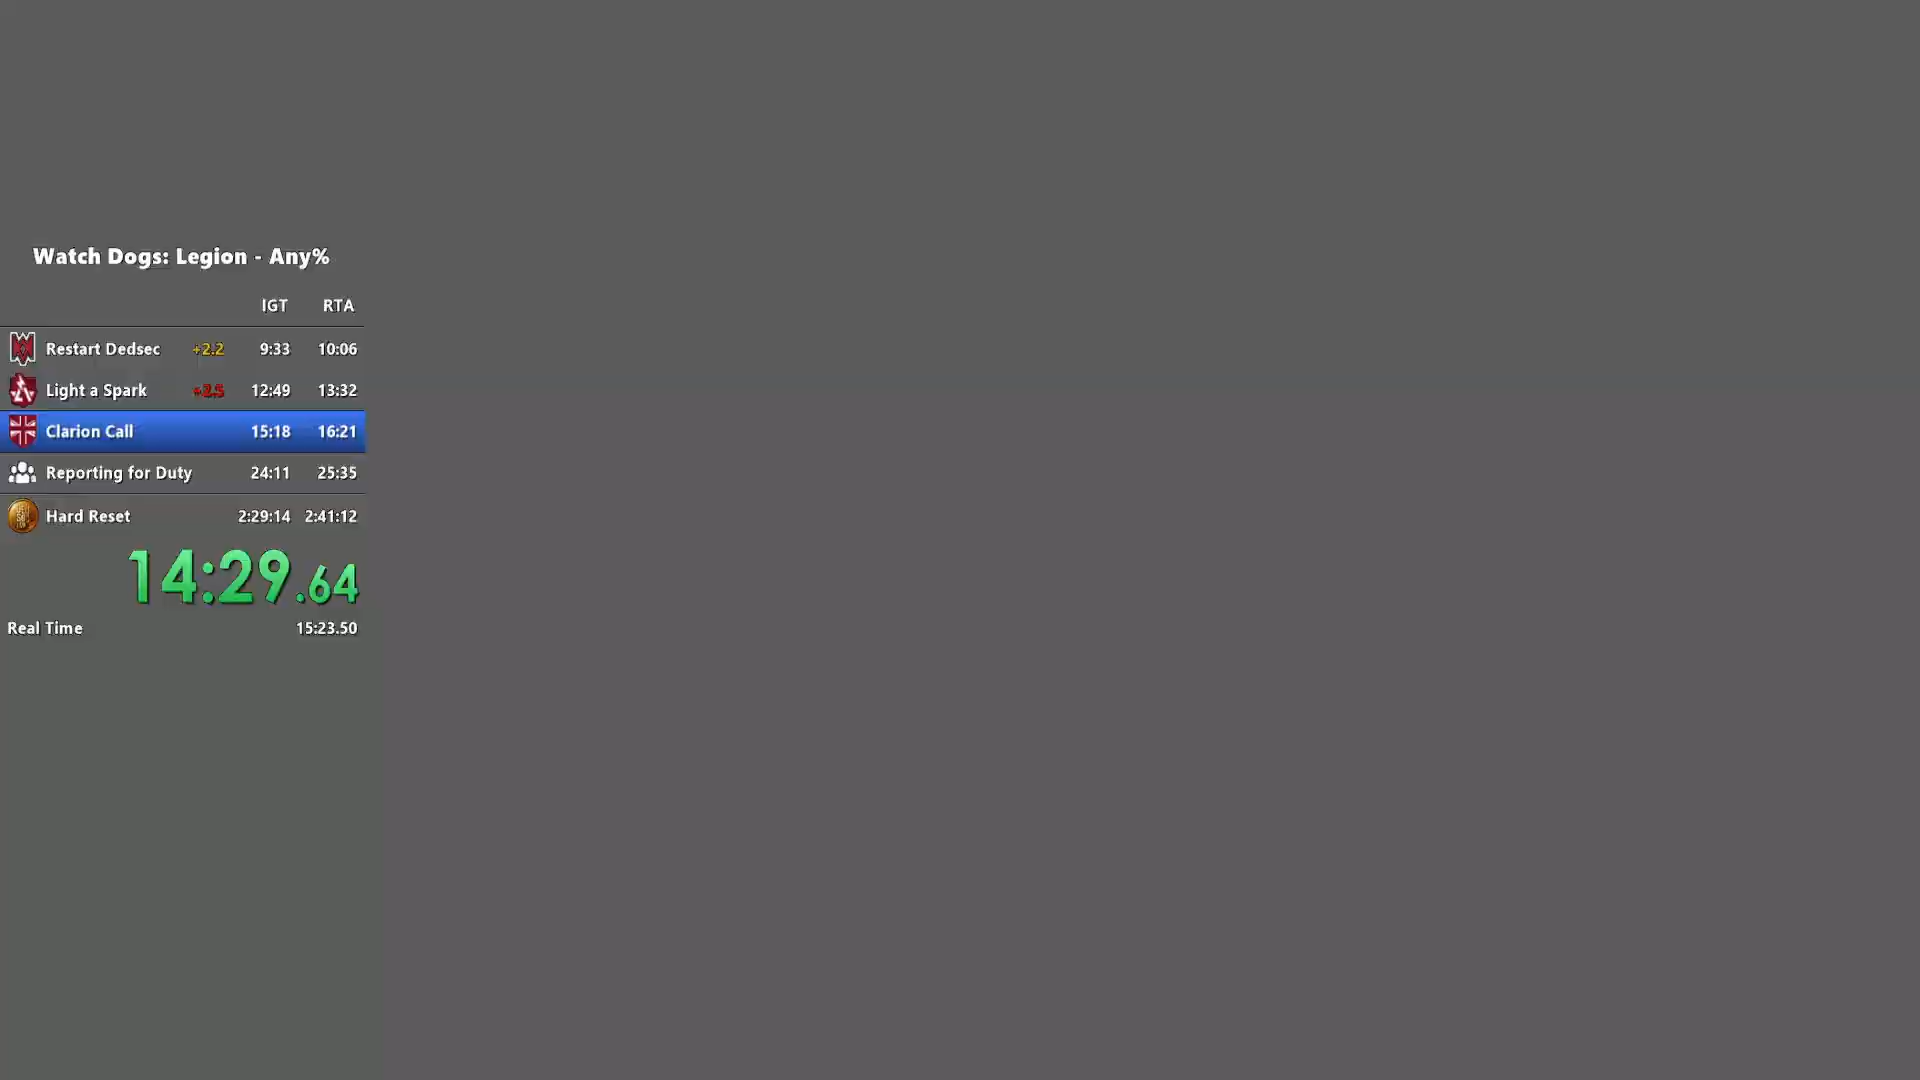 Watch Dogs: Legion - Any%
IGT RTA
Restart Dedsec +2.2 9:33 10:06
Light a Spark +2.5 12:49 13:32
Clarion Call 15:18 16:21
Reporting for Duty 24:11 25:35
Hard Reset 2:29:14 2:41:12
14:29.64
Real Time 15:23.50